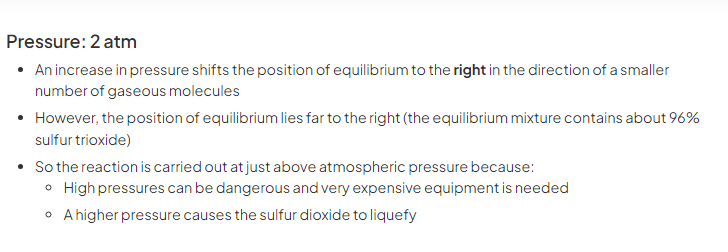 Pressure: 2 atm
• An increase in pressure shifts the position of equilibrium to the right in the direction of a smaller
number of gaseous molecules
• However, the position of equilibrium lies far to the right (the equilibrium mixture contains about 96%
sulfur trioxide)
• So the reaction is carried out at just above atmospheric pressure because:
◦ High pressures can be dangerous and very expensive equipment is needed
◦ A higher pressure causes the sulfur dioxide to liquefy